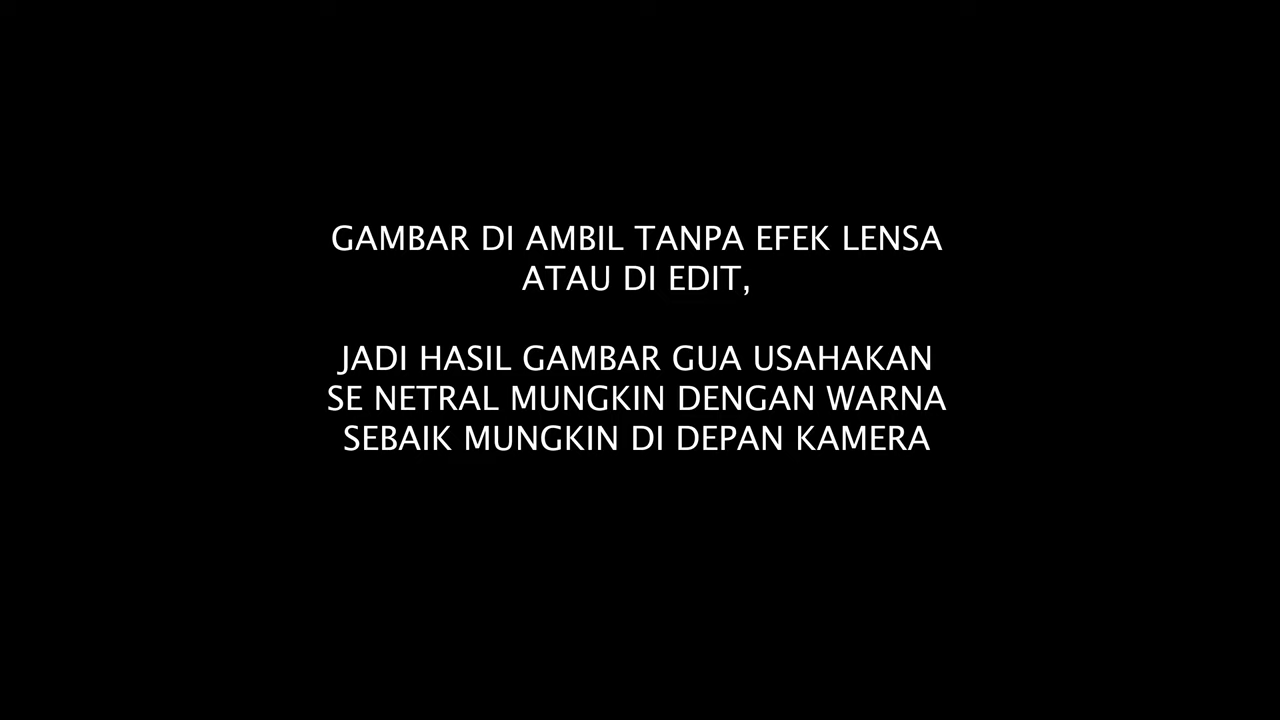 GAMBAR DI AMBIL TANPA EFEK LENSA
ATAU DI EDIT,
JADI HASIL GAMBAR GUA USAHAKAN
SE NETRAL MUNGKIN DENGAN WARNA
SEBAIK MUNGKIN DI DEPAN KAMERA